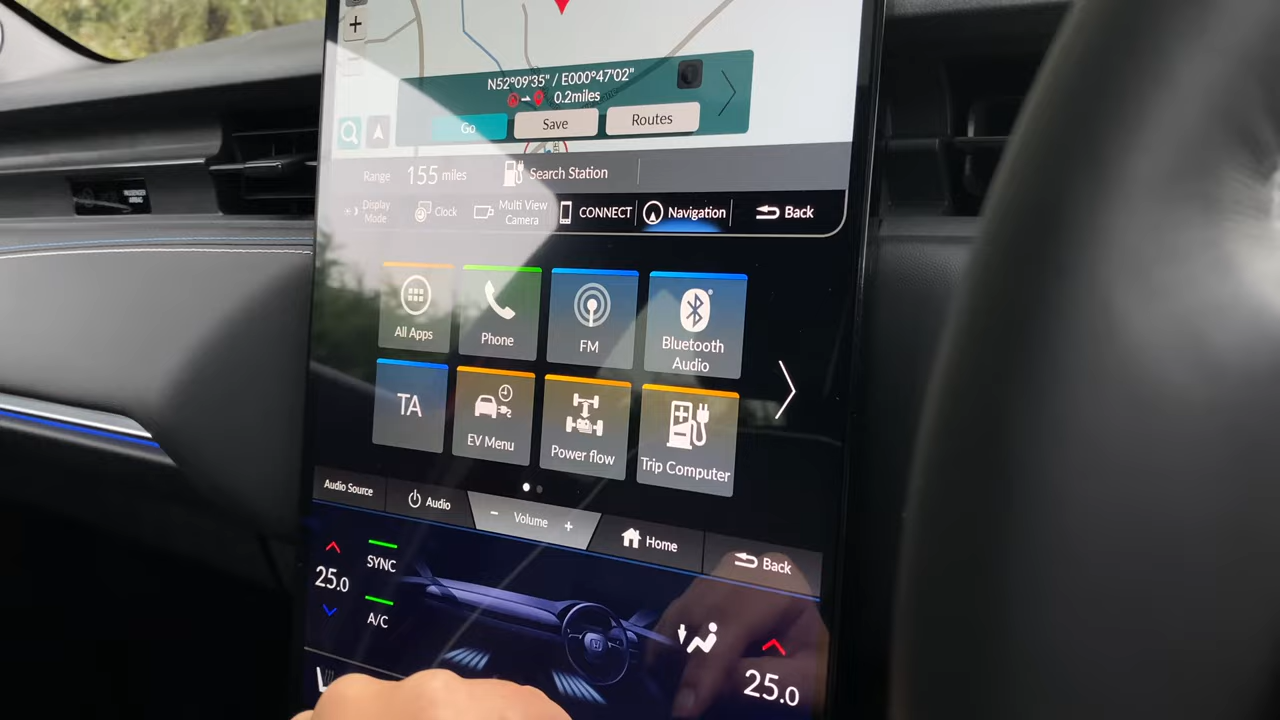 +
N52°09'35" / E000°47'02"
0.2miles
Go
Save
Routes
Range
155 miles
Search Station
Display
Mode
Clock
Multi View
Camera
CONNECT
Navigation
Back
All Apps
Phone
FM
Bluetooth
Audio
TA
EV Menu
Power flow
Trip Computer
Audio Source
Audio
− Volume +
Home
Back
SYNC
25.0
A/C
25.0
PASSENGER
AIRBAG